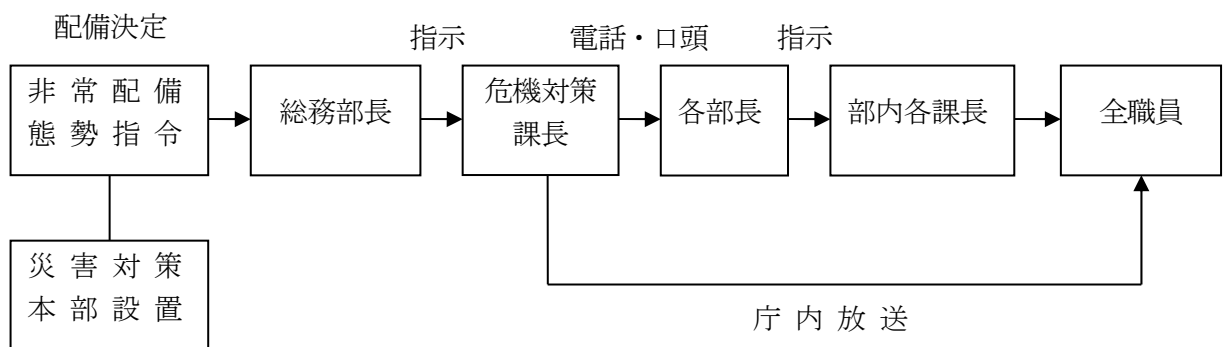 配備決定
指示
電話・口頭
指示
非常配備
態勢指令
総務部長
危機対策
課長
各部長
部内各課長
全職員
災害対策
本部設置
庁内放送